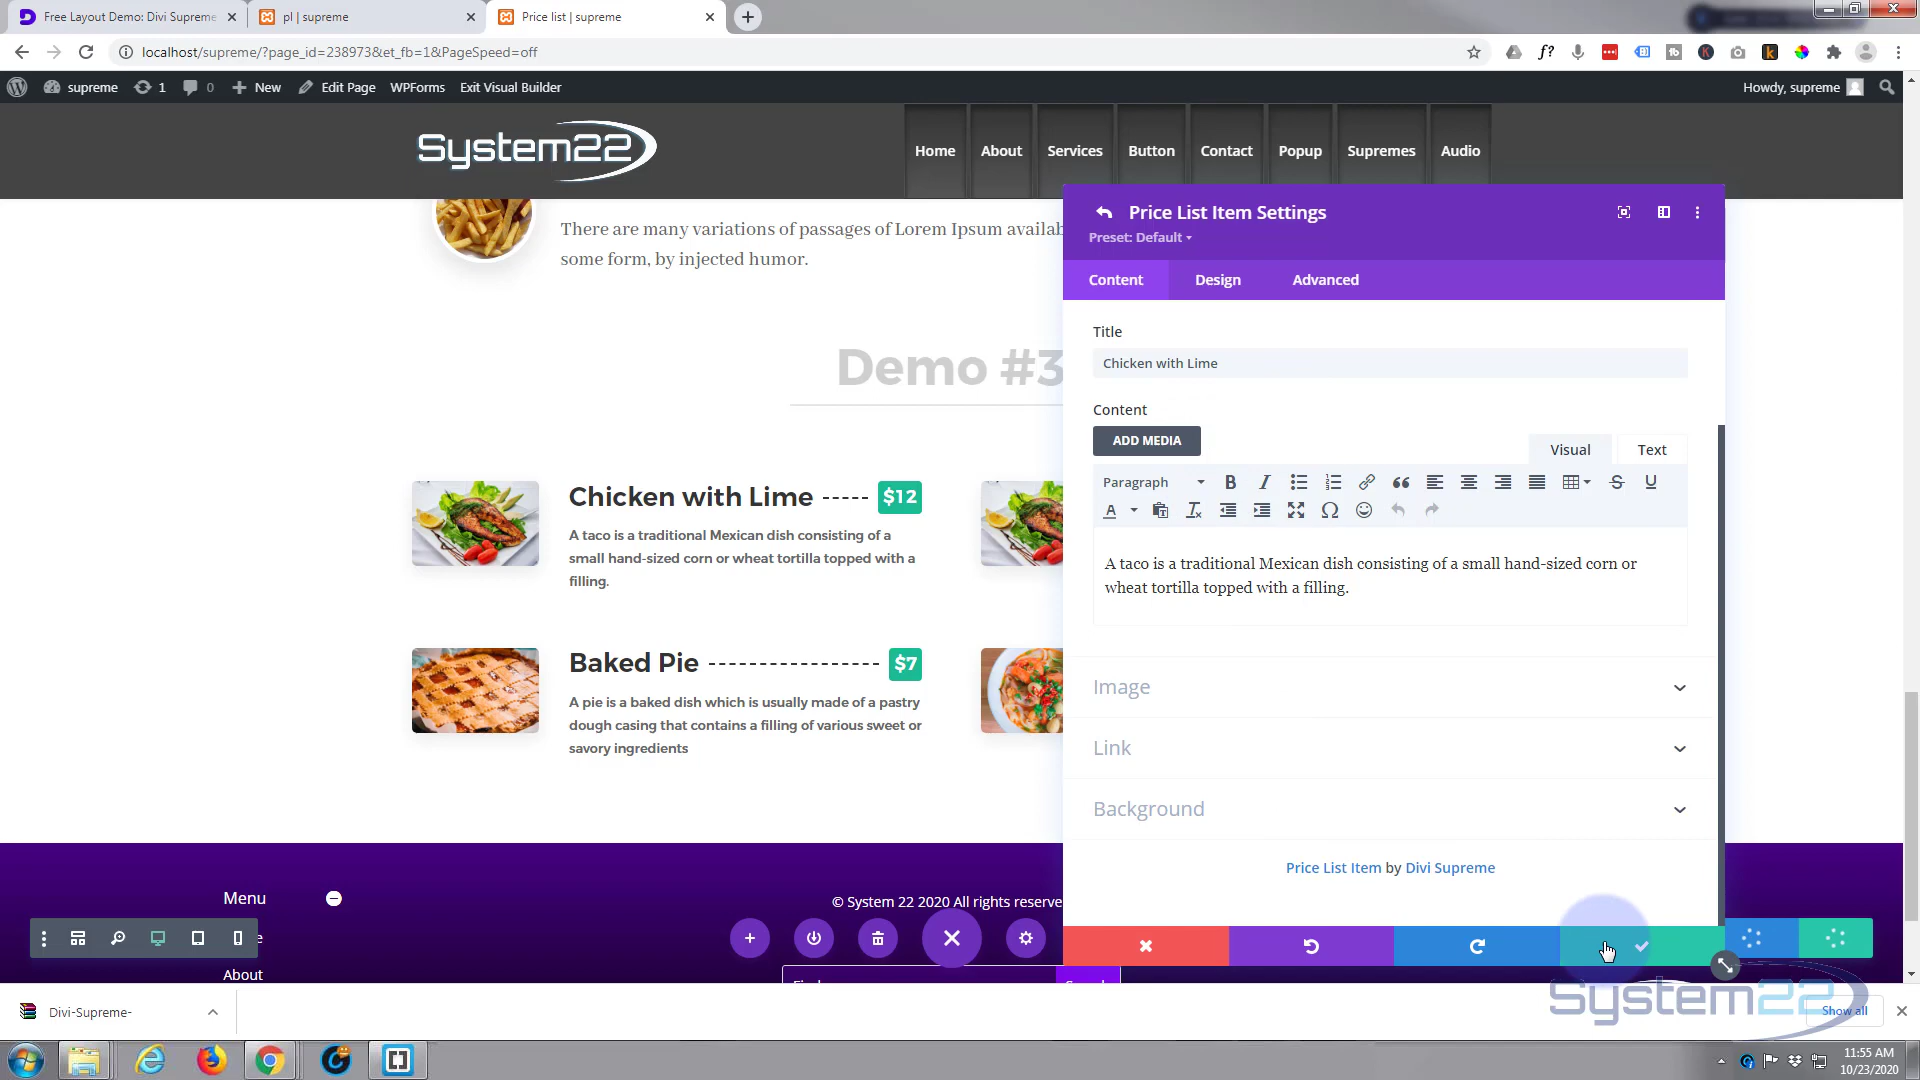 Free Layout Demo: Divi Supreme
pl | supreme
Price list | supreme
localhost/supreme/?page_id=238973&et_fb=1&PageSpeed=off
supreme
1
0
New
Edit Page
WPForms
Exit Visual Builder
Howdy, supreme
System22
Home
About
Services
Button
Contact
Popup
Supremes
Audio
There are many variations of passages of Lorem Ipsum availab
some form, by injected humor.
Demo #3
Chicken with Lime
$12
A taco is a traditional Mexican dish consisting of a
small hand-sized corn or wheat tortilla topped with a
filling.
Baked Pie
$7
A pie is a baked dish which is usually made of a pastry
dough casing that contains a filling of various sweet or
savory ingredients
Price List Item Settings
Preset: Default
Content
Design
Advanced
Title
Chicken with Lime
Content
ADD MEDIA
Visual
Text
Paragraph
A taco is a traditional Mexican dish consisting of a small hand-sized corn or
wheat tortilla topped with a filling.
Image
Link
Background
Price List Item by Divi Supreme
Menu
© System 22 2020 All rights reserve
About
System22
Divi-Supreme-
Show all
11:55 AM
10/23/2020